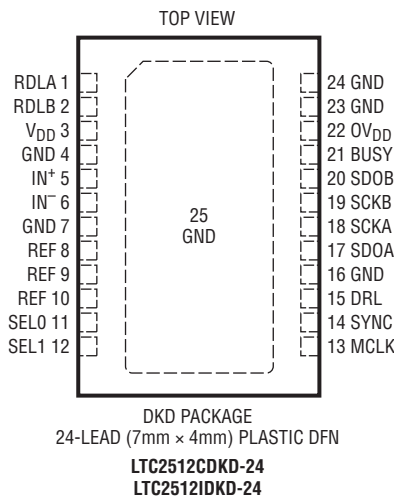 TOP VIEW
RDLA 1
RDLB 2
VDD 3
GND 4
IN+ 5
IN– 6
GND 7
REF 8
REF 9
REF 10
SEL0 11
SEL1 12
25
GND
24 GND
23 GND
22 OVDD
21 BUSY
20 SDOB
19 SCKB
18 SCKA
17 SDOA
16 GND
15 DRL
14 SYNC
13 MCLK
DKD PACKAGE
24-LEAD (7mm × 4mm) PLASTIC DFN
LTC2512CDKD-24
LTC2512IDKD-24